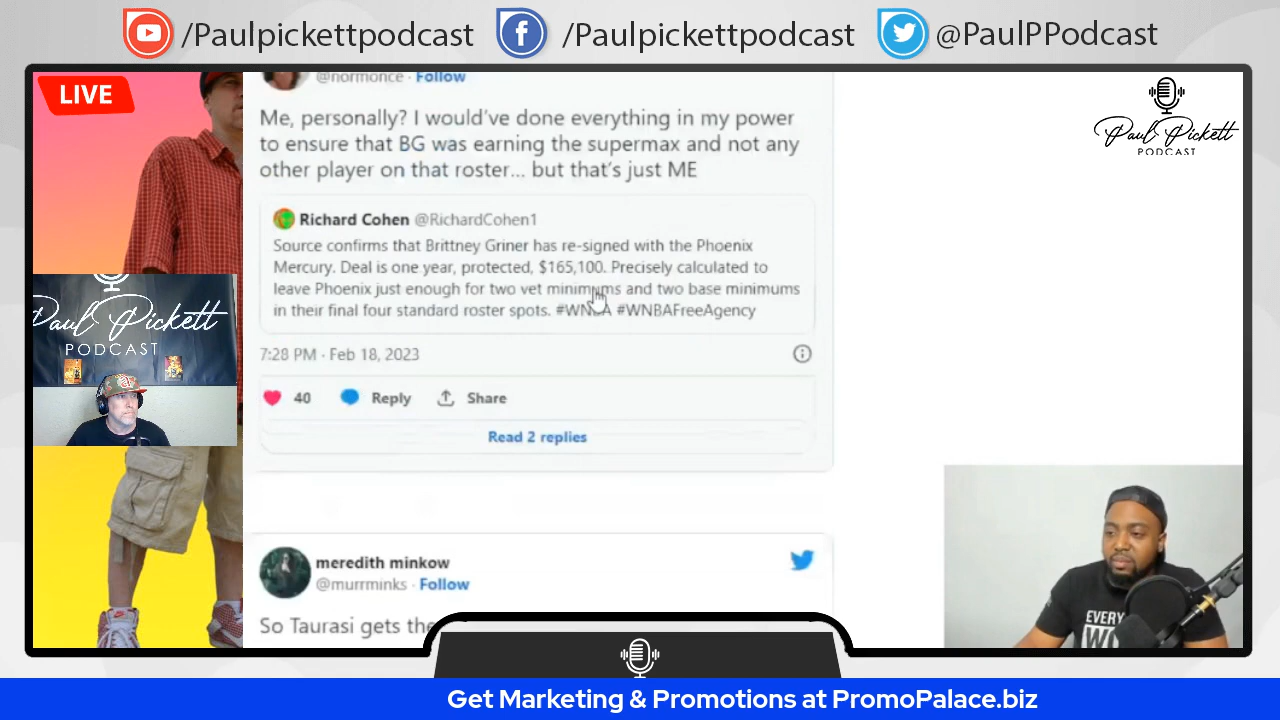 /Paulpickettpodcast
/Paulpickettpodcast
@PaulPPodcast
LIVE
@normonce · Follow
Me, personally? I would've done everything in my power
to ensure that BG was earning the supermax and not any
other player on that roster... but that's just ME
Richard Cohen @RichardCohen1
Source confirms that Brittney Griner has re-signed with the Phoenix
Mercury. Deal is one year, protected, $165,100. Precisely calculated to
leave Phoenix just enough for two vet minimums and two base minimums
in their final four standard roster spots. #WNBA #WNBAFreeAgency
7:28 PM · Feb 18, 2023
40 Reply Share
Read 2 replies
meredith minkow
@murrminks · Follow
So Taurasi gets the
Paul Pickett
PODCAST
Paul Pickett
PODCAST
EVERY
WO
Get Marketing & Promotions at PromoPalace.biz